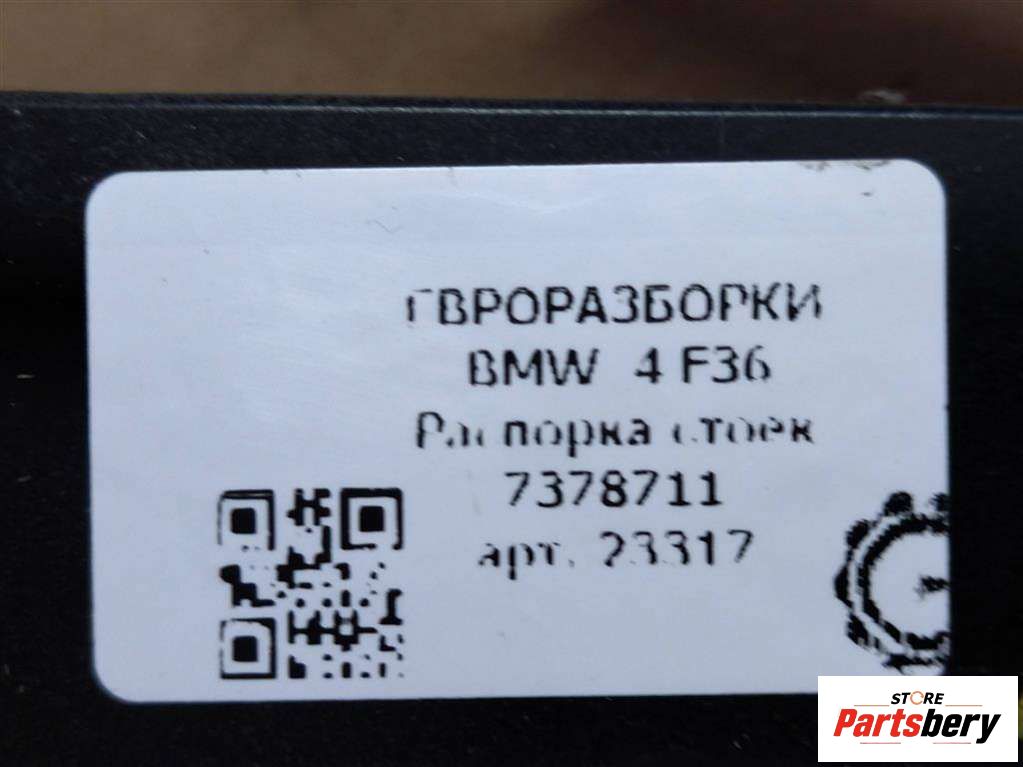 ЕВРОРАЗБОРКИ
BMW 4 F36
Распорка стоек
7378711
арт. 23317
STORE
Partsbery